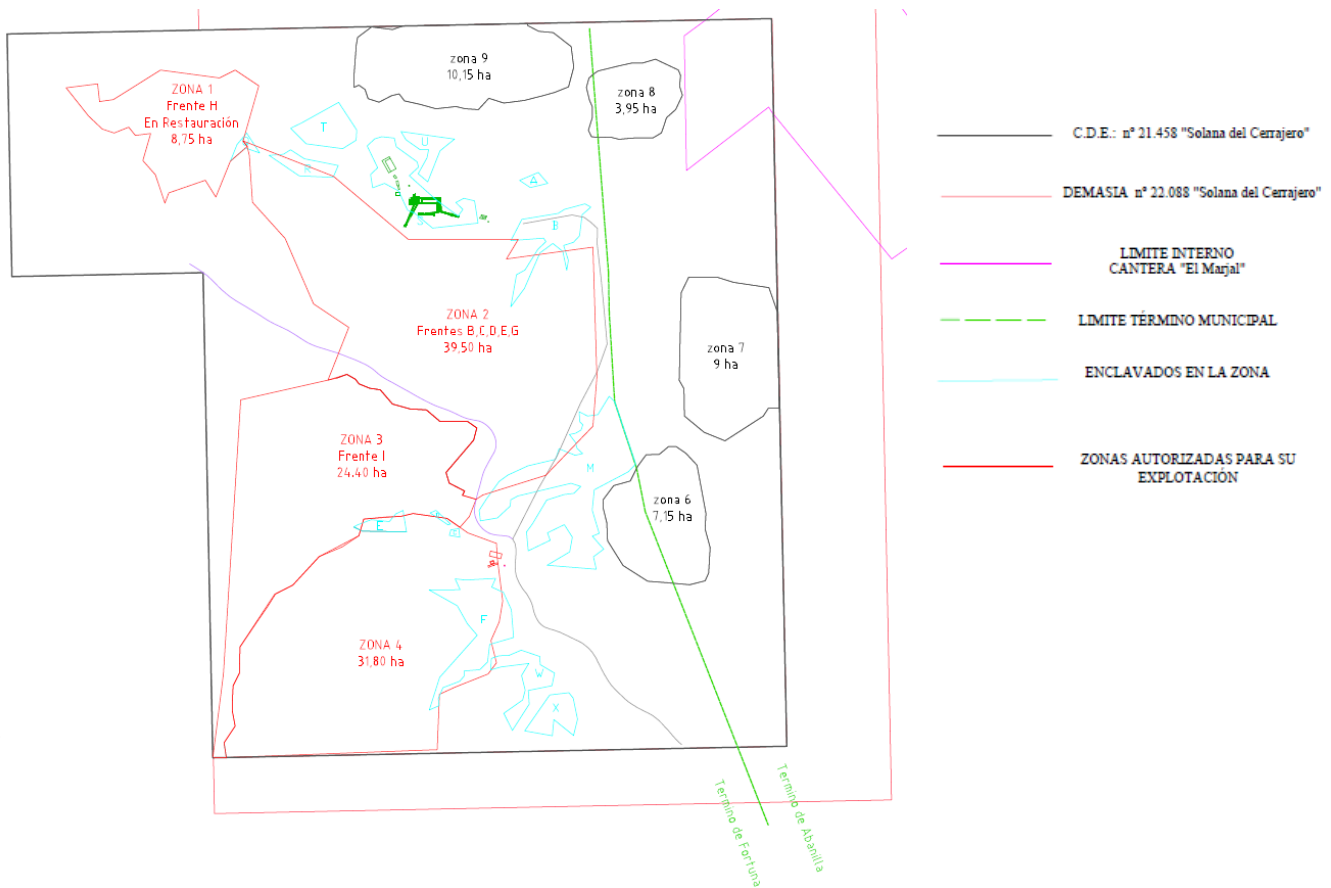 zona 9
10,15 ha
zona 8
3,95 ha
ZONA 1
Frente H
En Restauración
8,75 ha
T
U
R
A
B
S
ZONA 2
Frentes B,C,D,E,G
39,50 ha
zona 7
9 ha
ZONA 3
Frente I
24.40 ha
M
zona 6
7,15 ha
E
F
ZONA 4
31,80 ha
W
X
Termino de Fortuna
Termino de Abanilla
C.D.E.: nº 21.458 "Solana del Cerrajero"
DEMASIA nº 22.088 "Solana del Cerrajero"
LIMITE INTERNO
CANTERA "El Marjal"
LIMITE TÉRMINO MUNICIPAL
ENCLAVADOS EN LA ZONA
ZONAS AUTORIZADAS PARA SU
EXPLOTACIÓN